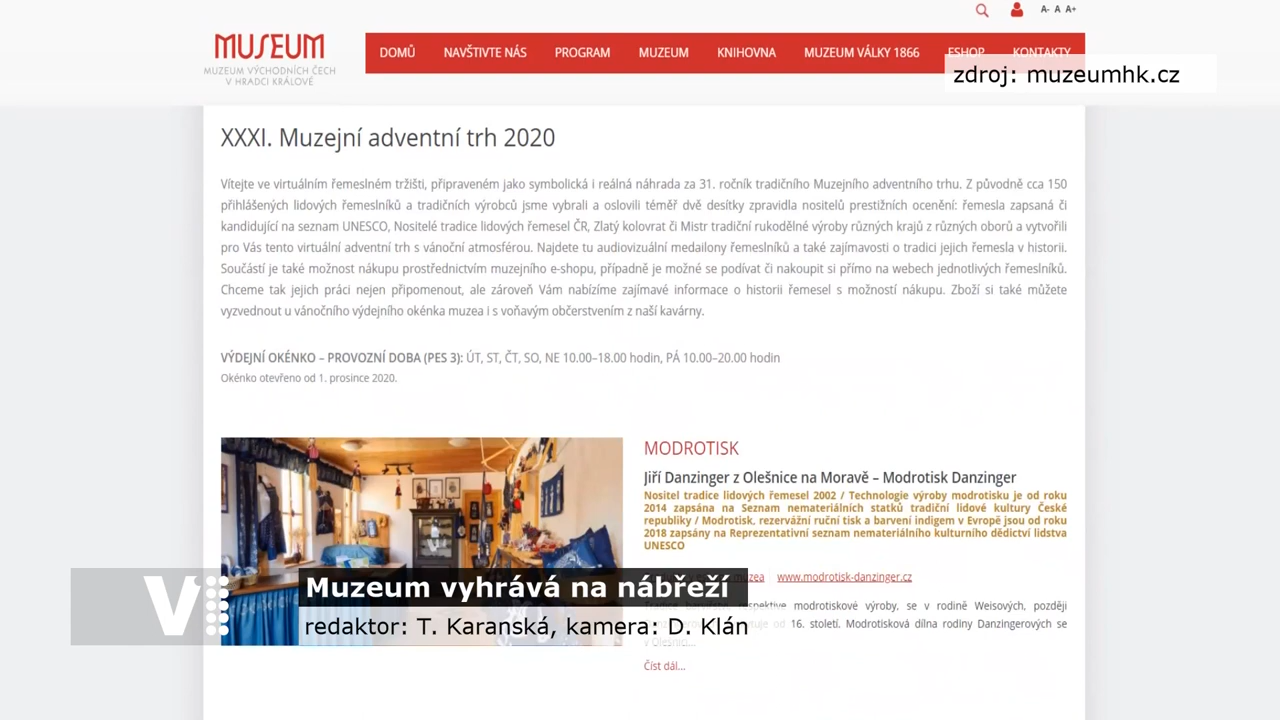 A- A A+
MUSEUM
MUZEUM VÝCHODNÍCH ČECH
V HRADCI KRÁLOVÉ
DOMŮ NAVŠTIVTE NÁS PROGRAM MUZEUM KNIHOVNA MUZEUM VÁLKY 1866 ESHOP KONTAKTY
zdroj: muzeumhk.cz
XXXI. Muzejní adventní trh 2020
Vítejte ve virtuálním řemeslném tržišti, připraveném jako symbolická i reálná náhrada za 31. ročník tradičního Muzejního adventního trhu. Z původně cca 150
přihlášených lidových řemeslníků a tradičních výrobců jsme vybrali a oslovili téměř dvě desítky zpravidla nositelů prestižních ocenění: řemesla zapsaná či
kandidující na seznam UNESCO, Nositelé tradice lidových řemesel ČR, Zlatý kolovrat či Mistr tradiční rukodělné výroby různých krajů z různých oborů a vytvořili
pro Vás tento virtuální adventní trh s vánoční atmosférou. Najdete tu audiovizuální medailony řemeslníků a také zajímavosti o tradici jejich řemesla v historii.
Součástí je také možnost nákupu prostřednictvím muzejního e-shopu, případně je možné se podívat či nakoupit si přímo na webech jednotlivých řemeslníků.
Chceme tak jejich práci nejen připomenout, ale zároveň Vám nabízíme zajímavé informace o historii řemesel s možností nákupu. Zboží si také můžete
vyzvednout u vánočního výdejního okénka muzea i s voňavým občerstvením z naší kavárny.
VÝDEJNÍ OKÉNKO – PROVOZNÍ DOBA (PES 3): ÚT, ST, ČT, SO, NE 10.00–18.00 hodin, PÁ 10.00–20.00 hodin
Okénko otevřeno od 1. prosince 2020.
MODROTISK
Jiří Danzinger z Olešnice na Moravě – Modrotisk Danzinger
Nositel tradice lidových řemesel 2002 / Technologie výroby modrotisku je od roku
2014 zapsána na Seznam nemateriálních statků tradiční lidové kultury České
republiky / Modrotisk, rezervážní ruční tisk a barvení indigem v Evropě jsou od roku
2018 zapsány na Reprezentativní seznam nemateriálního kulturního dědictví lidstva
UNESCO
www.modrotisk-danzinger.cz
Muzeum vyhrává na nábřeží
redaktor: T. Karanská, kamera: D. Klán
V
respektive modrotiskové výroby, se v rodině Weisových, později
od 16. století. Modrotisková dílna rodiny Danzingerových se
v Olešnici...
Číst dál...